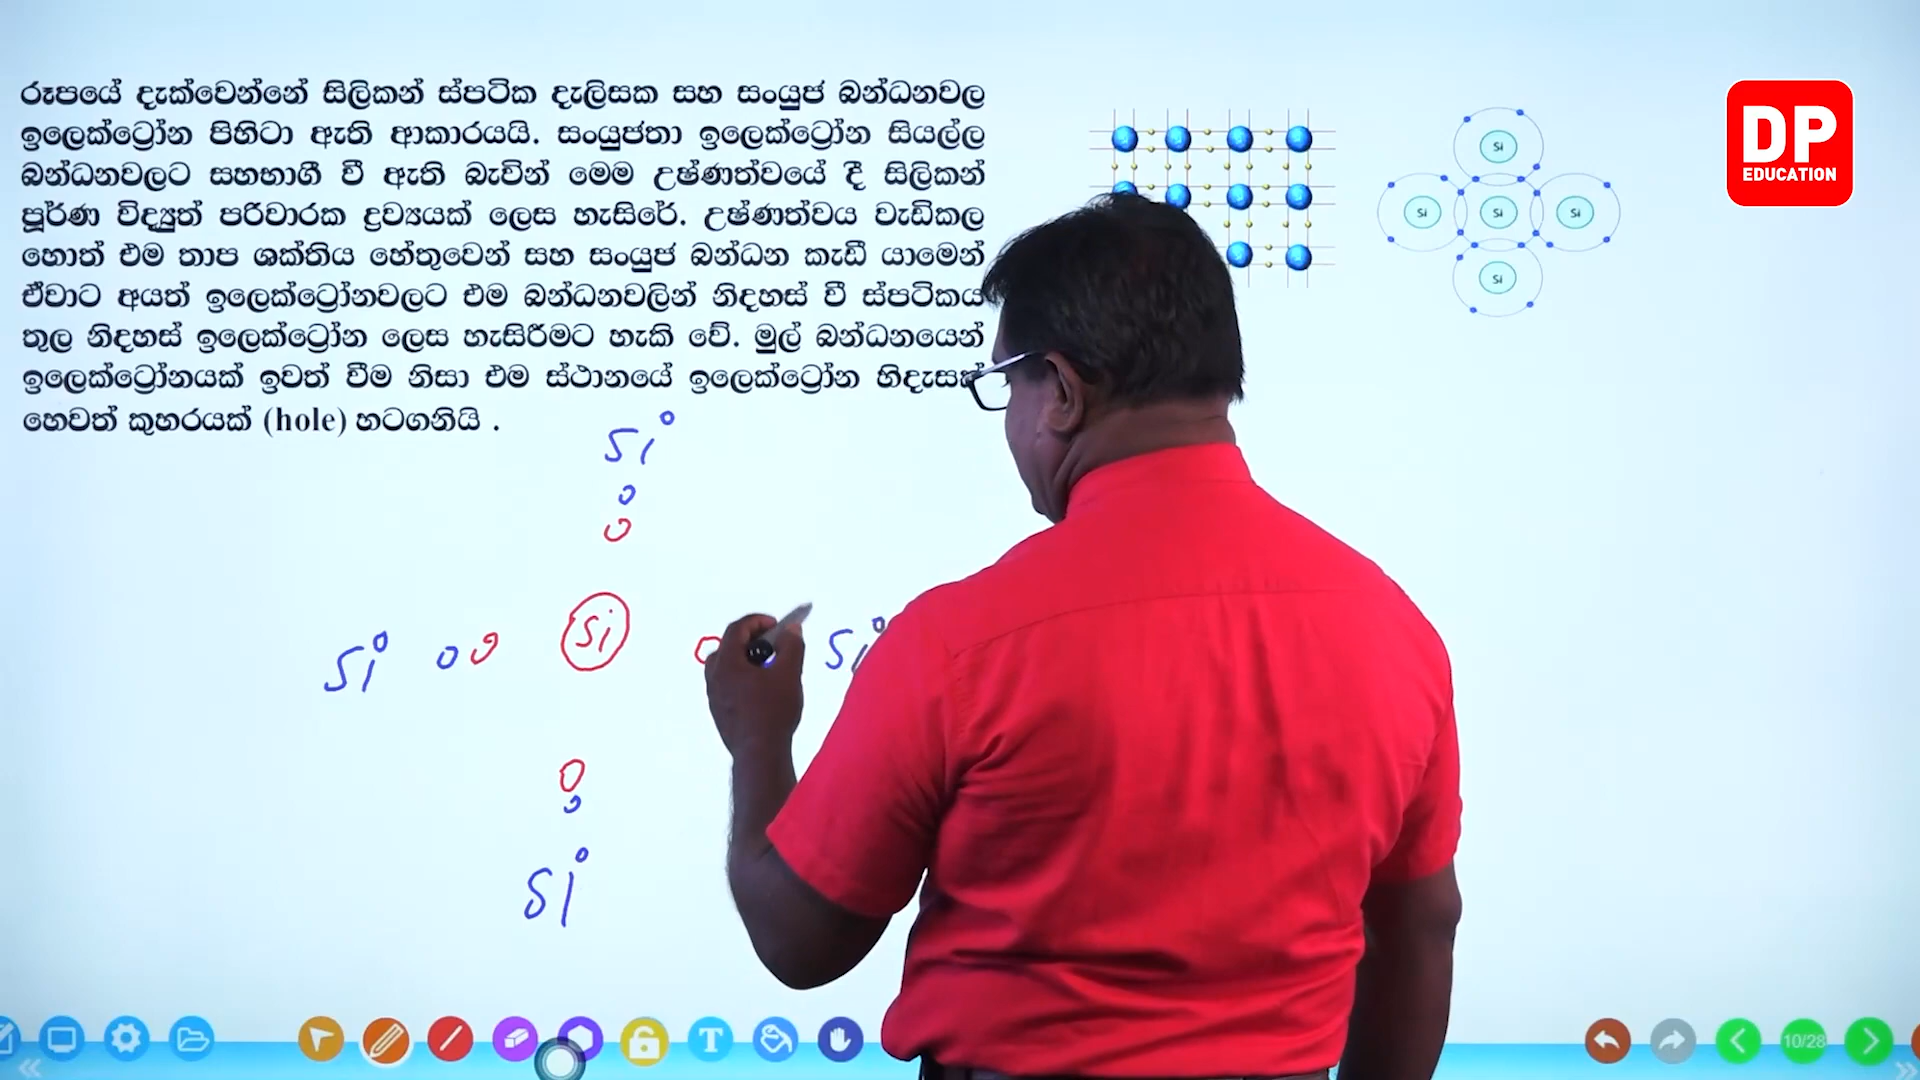 රූපයේ දැක්වෙන්නේ සිලිකන් ස්පටික දැලිසක සහ සංයුජ බන්ධනවල
ඉලෙක්ට්‍රෝන පිහිටා ඇති ආකාරයයි. සංයුජතා ඉලෙක්ට්‍රෝන සියල්ල
බන්ධනවලට සහභාගී වී ඇති බැවින් මෙම උෂ්ණත්වයේ දී සිලිකන්
පූර්ණ විද්‍යුත් පරිවාරක ද්‍රව්‍යයක් ලෙස හැසිරේ. උෂ්ණත්වය වැඩිකල
හොත් එම තාප ශක්තිය හේතුවෙන් සහ සංයුජ බන්ධන කැඩී යාමෙන්
ඒවාට අයත් ඉලෙක්ට්‍රෝනවලට එම බන්ධනවලින් නිදහස් වී ස්පටිකය
තුල නිදහස් ඉලෙක්ට්‍රෝන ලෙස හැසිරීමට හැකි වේ. මුල් බන්ධනයෙන්
ඉලෙක්ට්‍රෝනයක් ඉවත් වීම නිසා එම ස්ථානයේ ඉලෙක්ට්‍රෝන හිදැසක්
හෙවත් කුහරයක් (hole) හටගනියි .
Si
Si Si Si
Si
DP
EDUCATION
Si
Si Si Si
Si
T
10/28